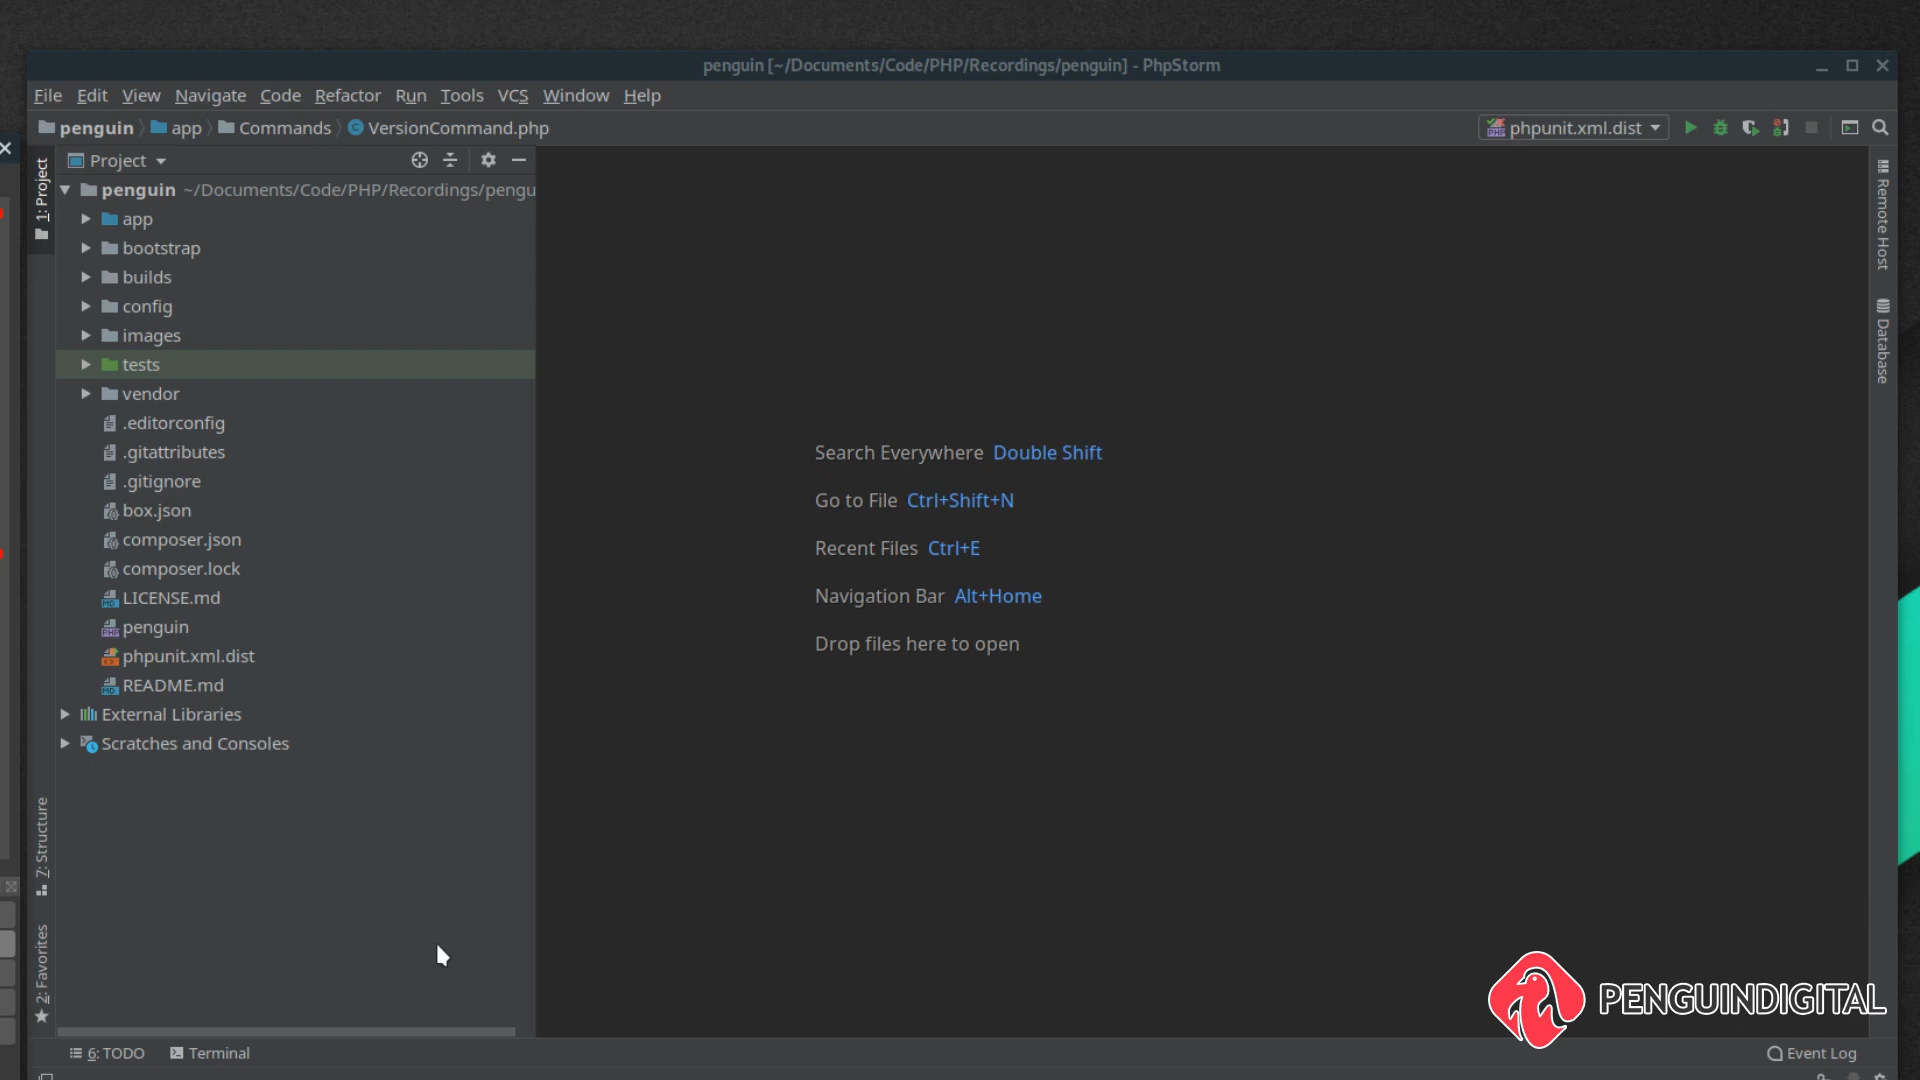 penguin [~/Documents/Code/PHP/Recordings/penguin] - PhpStorm
File Edit View Navigate Code Refactor Run Tools VCS Window Help
penguin app Commands VersionCommand.php
phpunit.xml.dist
1: Project
Project
penguin ~/Documents/Code/PHP/Recordings/pengu
app
bootstrap
builds
config
images
tests
vendor
.editorconfig
.gitattributes
.gitignore
box.json
composer.json
composer.lock
LICENSE.md
penguin
phpunit.xml.dist
README.md
External Libraries
Scratches and Consoles
7: Structure
2: Favorites
Search Everywhere Double Shift
Go to File Ctrl+Shift+N
Recent Files Ctrl+E
Navigation Bar Alt+Home
Drop files here to open
Remote Host
Database
PENGUINDIGITAL
6: TODO Terminal
Event Log